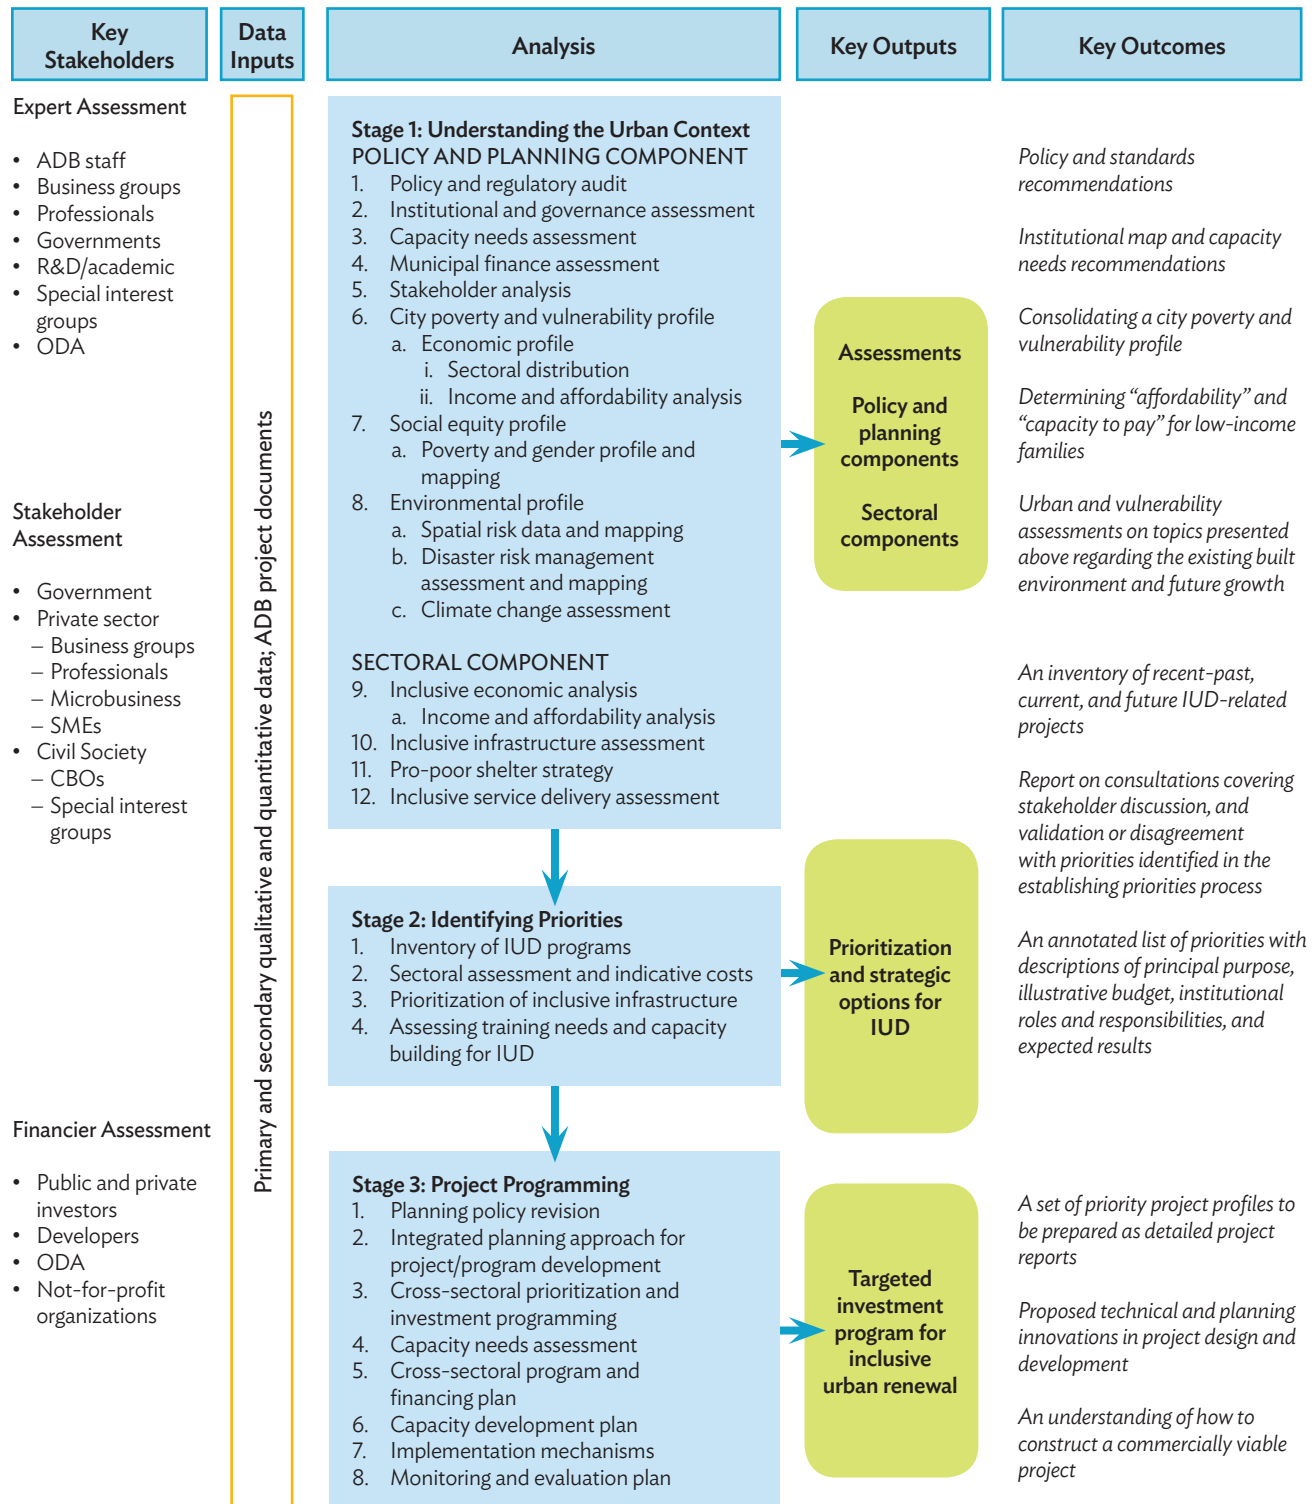 Key
Stakeholders
Data
Inputs
Analysis
Key Outputs
Key Outcomes
Expert Assessment
• ADB staff
• Business groups
• Professionals
• Governments
• R&D/academic
• Special interest
groups
• ODA
Stakeholder
Assessment
• Government
• Private sector
– Business groups
– Professionals
– Microbusiness
– SMEs
• Civil Society
– CBOs
– Special interest
groups
Financier Assessment
• Public and private
investors
• Developers
• ODA
• Not-for-profit
organizations
Primary and secondary qualitative and quantitative data; ADB project documents
Stage 1: Understanding the Urban Context
POLICY AND PLANNING COMPONENT
1. Policy and regulatory audit
2. Institutional and governance assessment
3. Capacity needs assessment
4. Municipal finance assessment
5. Stakeholder analysis
6. City poverty and vulnerability profile
a. Economic profile
i. Sectoral distribution
ii. Income and affordability analysis
7. Social equity profile
a. Poverty and gender profile and
mapping
8. Environmental profile
a. Spatial risk data and mapping
b. Disaster risk management
assessment and mapping
c. Climate change assessment
SECTORAL COMPONENT
9. Inclusive economic analysis
a. Income and affordability analysis
10. Inclusive infrastructure assessment
11. Pro-poor shelter strategy
12. Inclusive service delivery assessment
Stage 2: Identifying Priorities
1. Inventory of IUD programs
2. Sectoral assessment and indicative costs
3. Prioritization of inclusive infrastructure
4. Assessing training needs and capacity
building for IUD
Stage 3: Project Programming
1. Planning policy revision
2. Integrated planning approach for
project/program development
3. Cross-sectoral prioritization and
investment programming
4. Capacity needs assessment
5. Cross-sectoral program and
financing plan
6. Capacity development plan
7. Implementation mechanisms
8. Monitoring and evaluation plan
Assessments
Policy and
planning
components
Sectoral
components
Prioritization
and strategic
options for
IUD
Targeted
investment
program for
inclusive
urban renewal
Policy and standards
recommendations
Institutional map and capacity
needs recommendations
Consolidating a city poverty and
vulnerability profile
Determining “affordability” and
“capacity to pay” for low-income
families
Urban and vulnerability
assessments on topics presented
above regarding the existing built
environment and future growth
An inventory of recent-past,
current, and future IUD-related
projects
Report on consultations covering
stakeholder discussion, and
validation or disagreement
with priorities identified in the
establishing priorities process
An annotated list of priorities with
descriptions of principal purpose,
illustrative budget, institutional
roles and responsibilities, and
expected results
A set of priority project profiles to
be prepared as detailed project
reports
Proposed technical and planning
innovations in project design and
development
An understanding of how to
construct a commercially viable
project